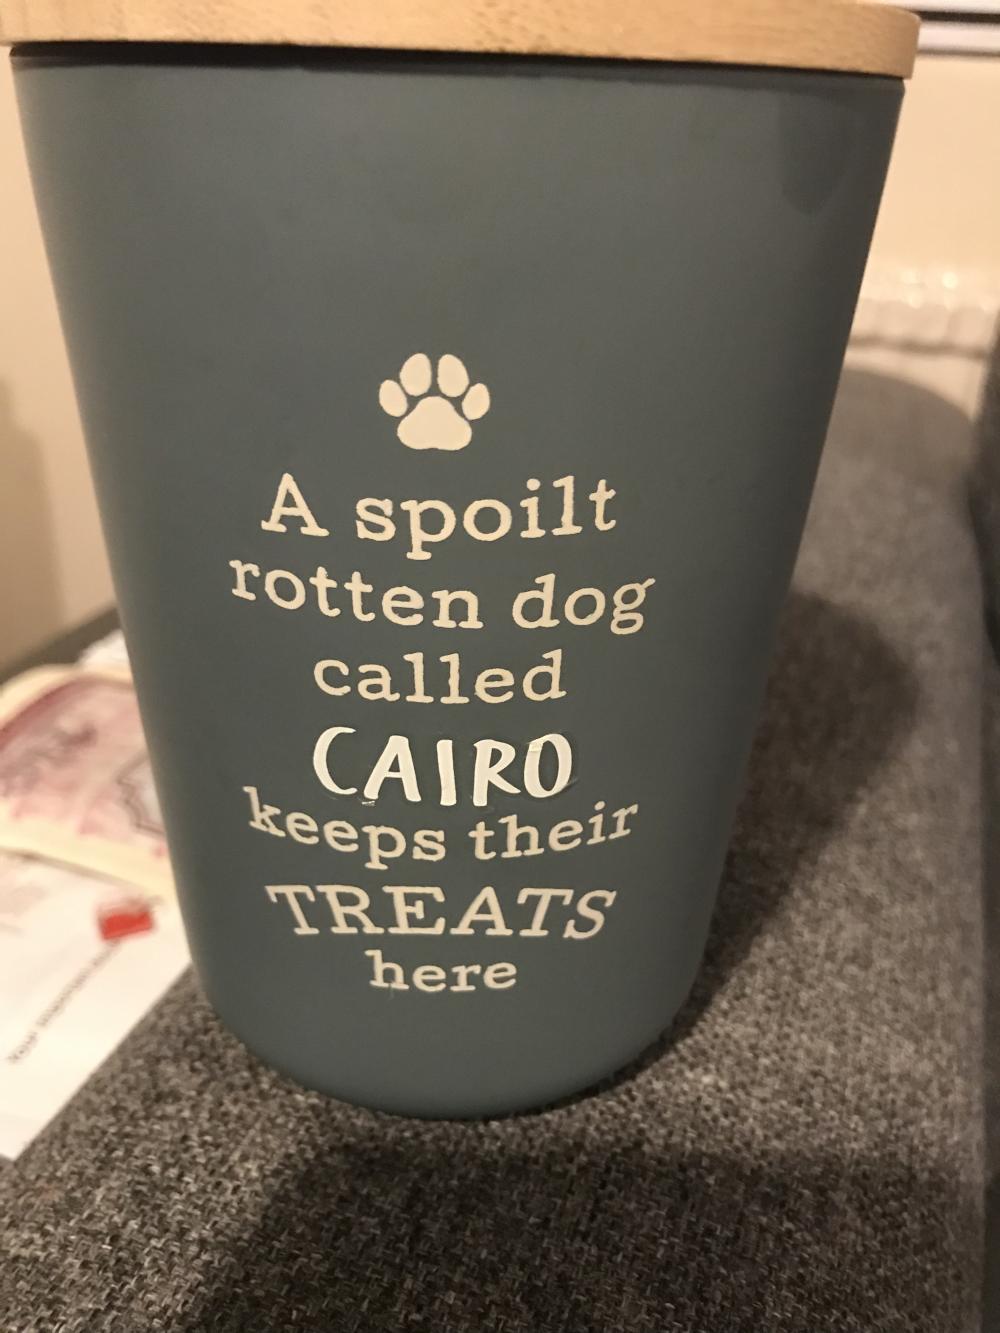 A spoilt
rotten dog
called
CAIRO
keeps their
TREATS
here